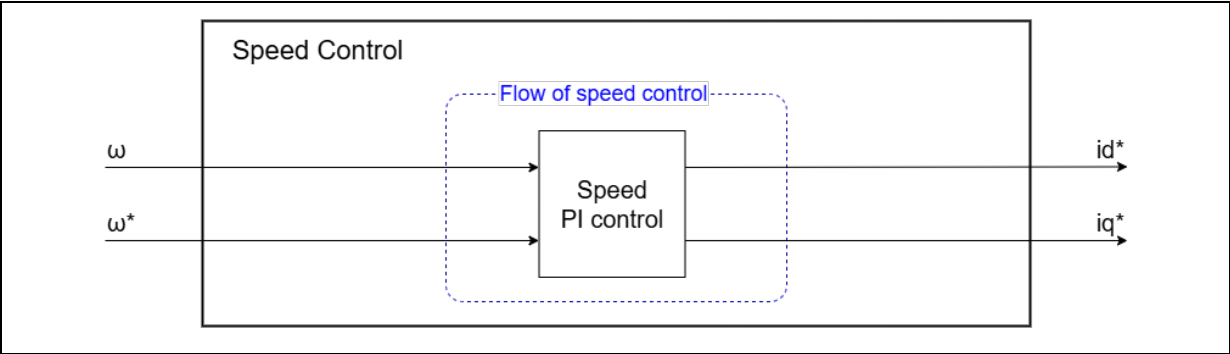 Speed Control
Flow of speed control
ω
id*
Speed
PI control
ω*
iq*